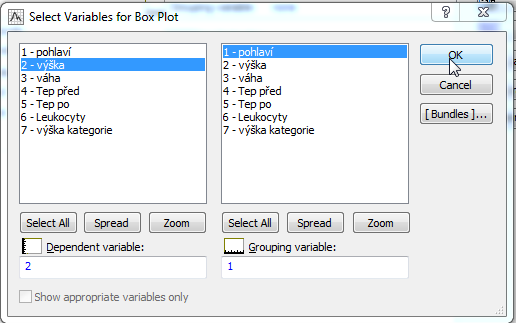 Select Variables for Box Plot
1 - pohlaví
2 - výška
3 - váha
4 - Tep před
5 - Tep po
6 - Leukocyty
7 - výška kategorie
1 - pohlaví
2 - výška
3 - váha
4 - Tep před
5 - Tep po
6 - Leukocyty
7 - výška kategorie
OK
Cancel
[ Bundles ]...
Select All Spread Zoom
Select All Spread Zoom
Dependent variable:
2
Grouping variable:
1
Show appropriate variables only